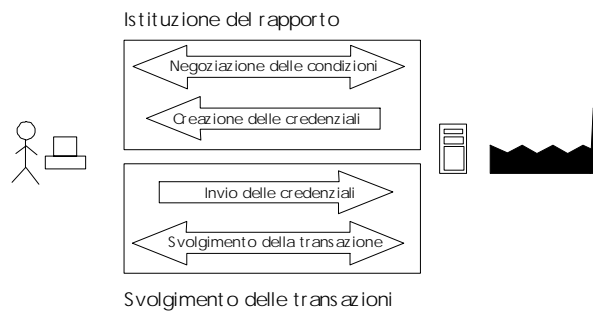 Istituzione del rapporto
Negoziazione delle condizioni
Creazione delle credenziali
Invio delle credenziali
Svolgimento della transazione
Svolgimento delle transazioni